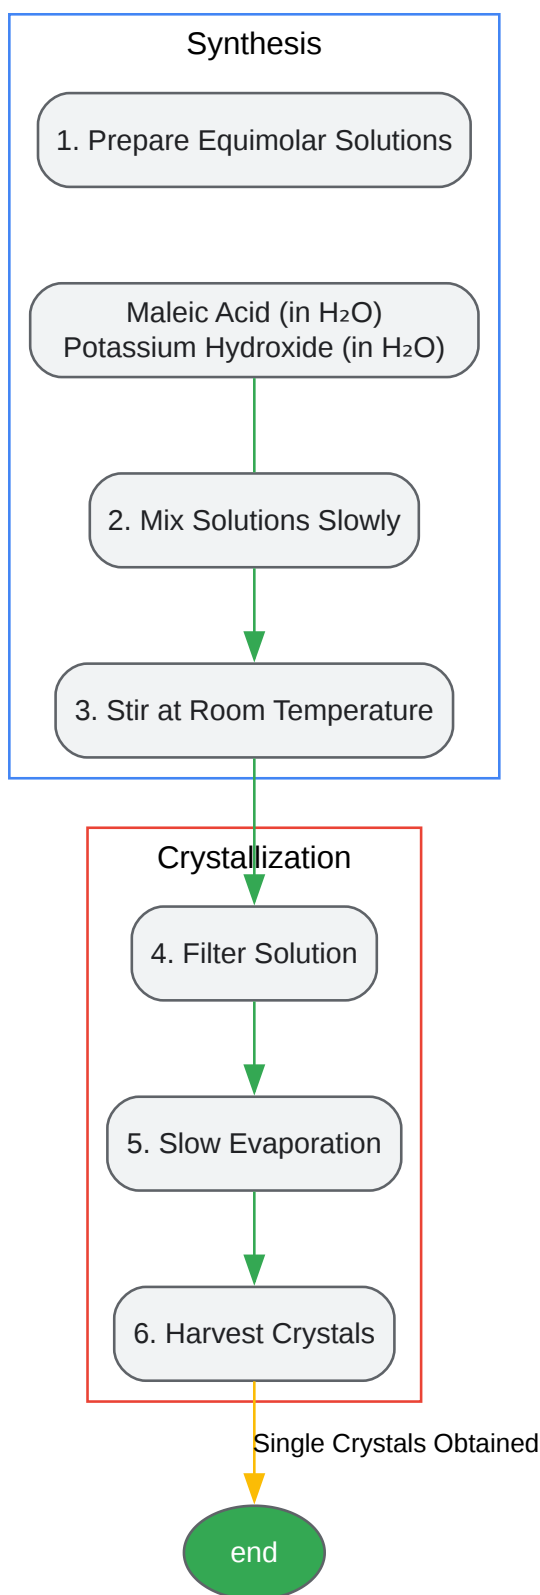 Synthesis
1. Prepare Equimolar Solutions
Maleic Acid (in H₂O)
Potassium Hydroxide (in H₂O)
2. Mix Solutions Slowly
3. Stir at Room Temperature
Crystallization
4. Filter Solution
5. Slow Evaporation
6. Harvest Crystals
Single Crystals Obtained
end